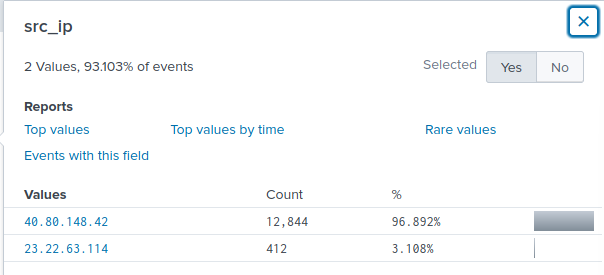 src_ip
2 Values, 93.103% of events
Selected Yes No
Reports
Top values Top values by time Rare values
Events with this field
Values Count %
40.80.148.42 12,844 96.892%
23.22.63.114 412 3.108%